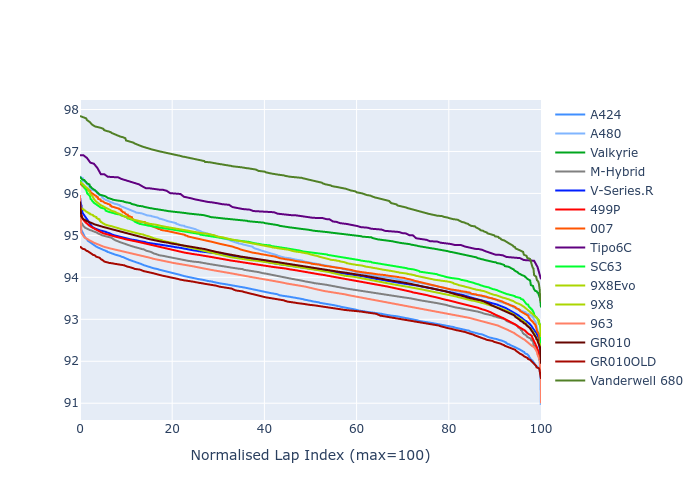 98
97
96
95
94
93
92
91
0
20
40
60
80
100
Normalised Lap Index (max=100)
A424
A480
Valkyrie
M-Hybrid
V-Series.R
499P
007
Tipo6C
SC63
9X8Evo
9X8
963
GR010
GR010OLD
Vanderwell 680